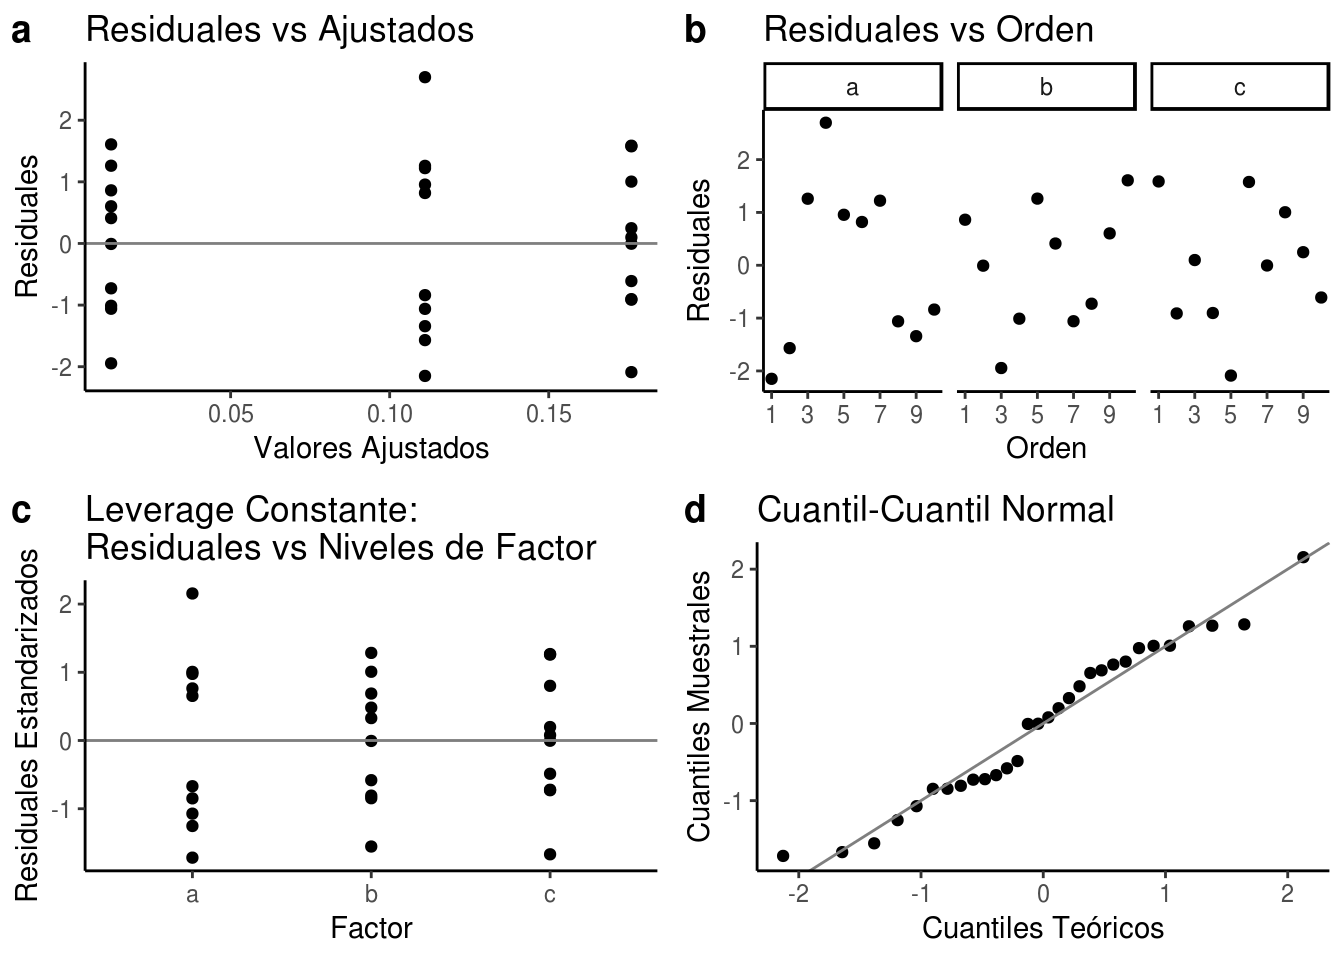 a Residuales vs Ajustados
Residuales
2
1
0
-1
-2
0.05 0.10 0.15
Valores Ajustados
b Residuales vs Orden
a b c
Residuales
2
1
0
-1
-2
1 3 5 7 9 1 3 5 7 9 1 3 5 7 9
Orden
c Leverage Constante:
Residuales vs Niveles de Factor
Residuales Estandarizados
2
1
0
-1
a b c
Factor
d Cuantil-Cuantil Normal
Cuantiles Muestrales
2
1
0
-1
-2 -1 0 1 2
Cuantiles Teóricos